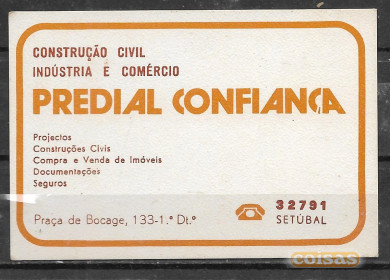 CONSTRUÇÃO CIVIL
INDÚSTRIA E COMÉRCIO
PREDIAL CONFIANÇA
Projectos
Construções Civis
Compra e Venda de Imóveis
Documentações
Seguros
Praça de Bocage, 133-1.º Dt.º
32791
SETÚBAL
coisas